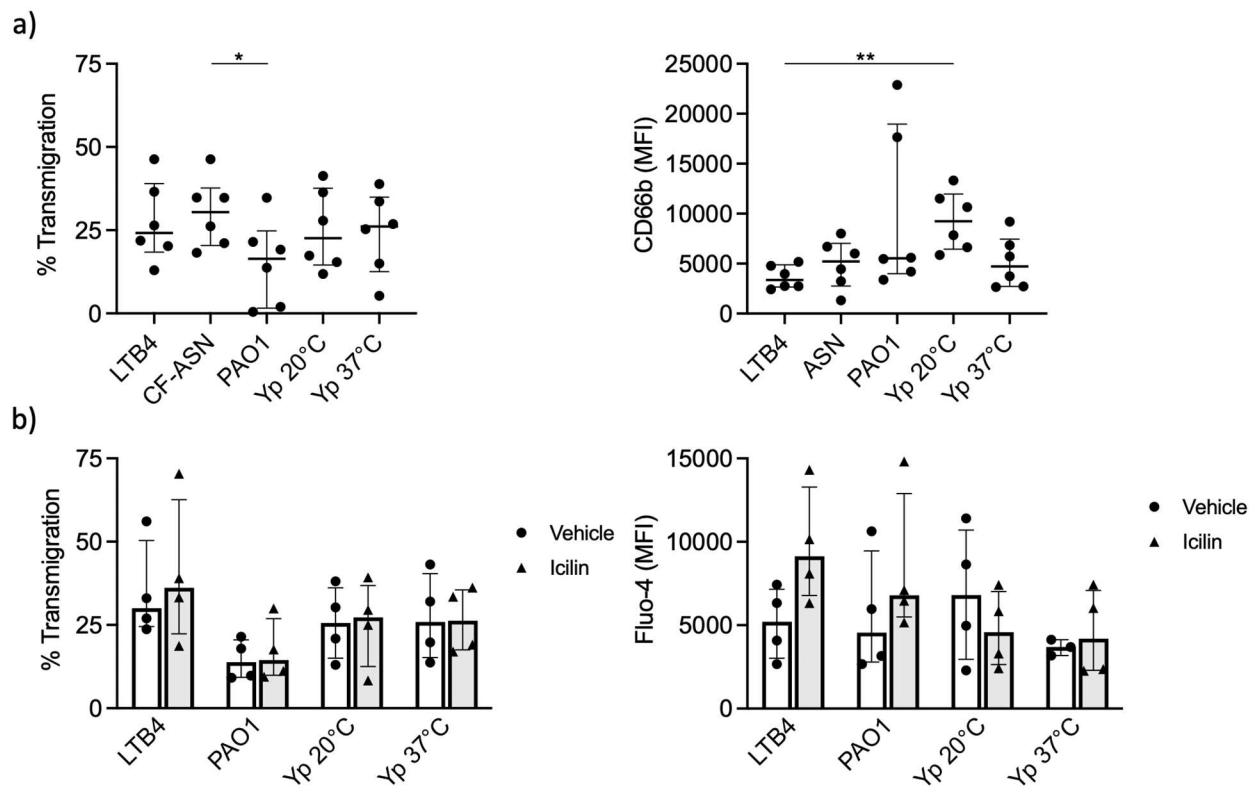 a)
% Transmigration
75
50
25
0
*
LTB4
CF-ASN
PAO1
Yp 20°C
Yp 37°C
CD66b (MFI)
25000
20000
15000
10000
5000
0
**
LTB4
ASN
PAO1
Yp 20°C
Yp 37°C
b)
% Transmigration
75
50
25
0
LTB4
PAO1
Yp 20°C
Yp 37°C
Vehicle
Icilin
Fluo-4 (MFI)
15000
10000
5000
0
LTB4
PAO1
Yp 20°C
Yp 37°C
Vehicle
Icilin